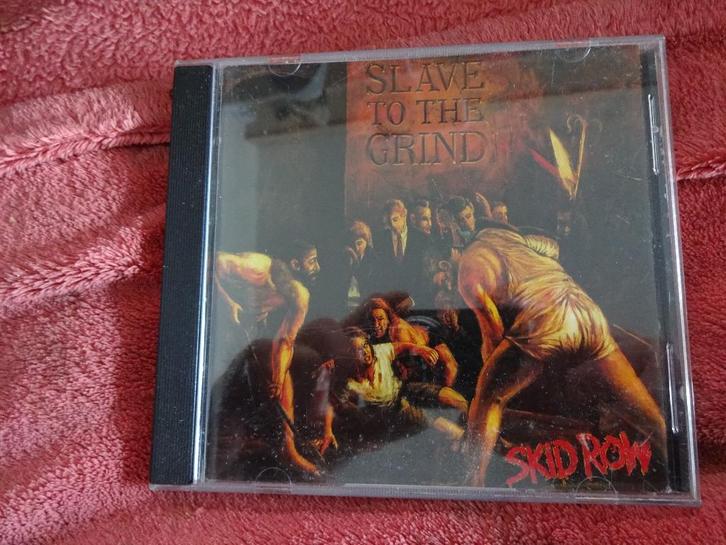 SLAVE
TO THE
GRIND
SKID ROW